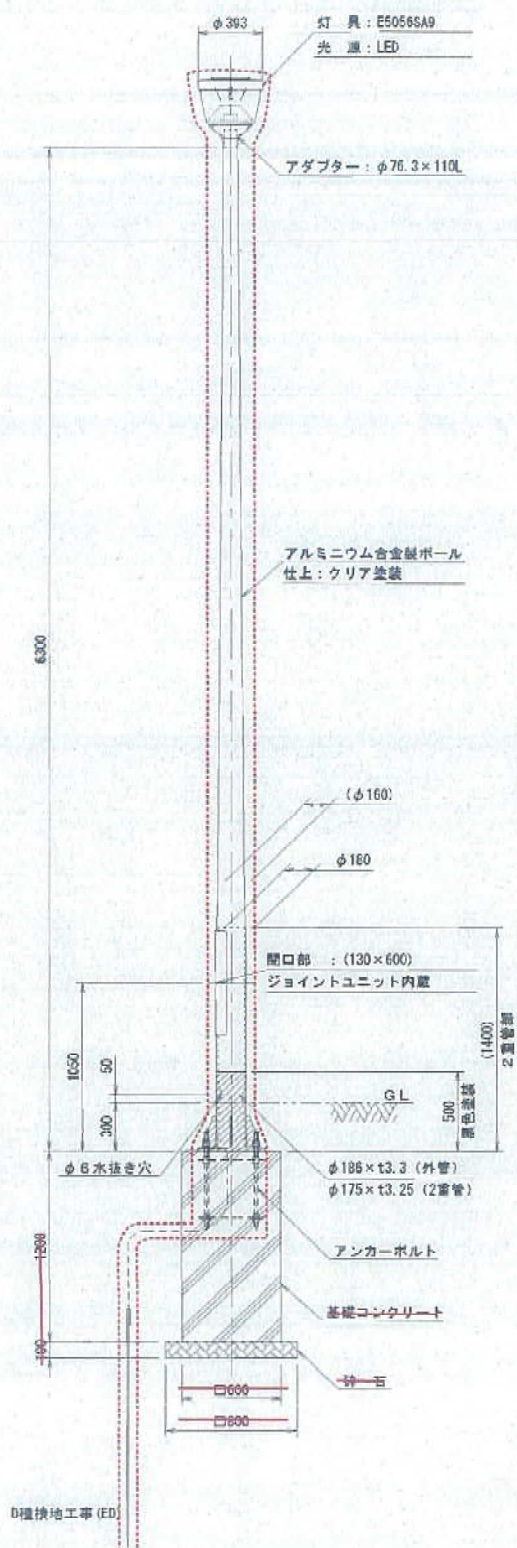 φ393
灯 具：E5056SA9
光 源：LED
アダプター：φ76.3×110L
アルミニウム合金製ポール
仕上：クリア塗装
6300
(φ160)
φ180
開口部 ：(130×600)
ジョイントユニット内蔵
1050
50
300
GL
(1400)
2重管部
500
φ6水抜き穴
φ186×t3.3 (外管)
φ175×t3.25 (2重管)
アンカーボルト
1200
基礎コンクリート
100
砕 石
□600
□800
D種接地工事(ED)